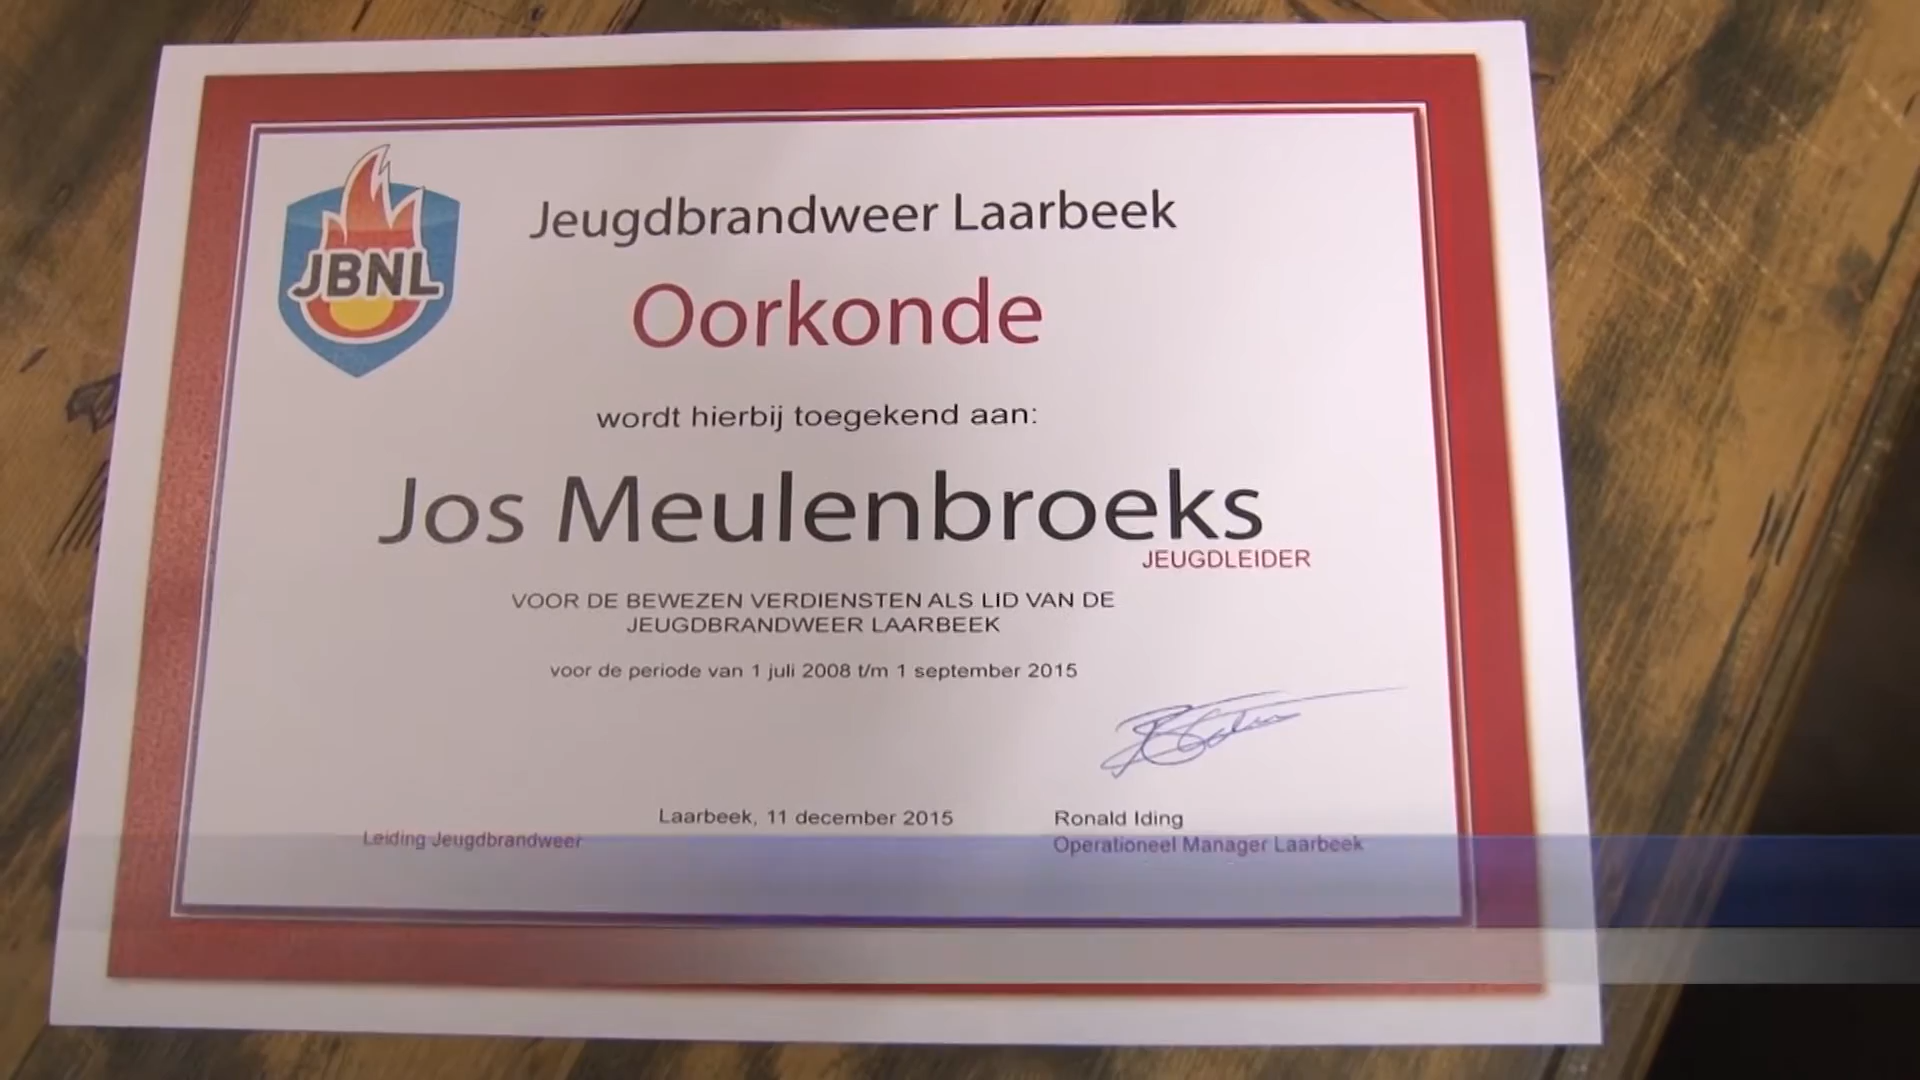 JBNL
Jeugdbrandweer Laarbeek
Oorkonde
wordt hierbij toegekend aan:
Jos Meulenbroeks
JEUGDLEIDER
VOOR DE BEWEZEN VERDIENSTEN ALS LID VAN DE
JEUGDBRANDWEER LAARBEEK
voor de periode van 1 juli 2008 t/m 1 september 2015
Laarbeek, 11 december 2015
Ronald Iding
Leiding Jeugdbrandweer
Operationeel Manager Laarbeek